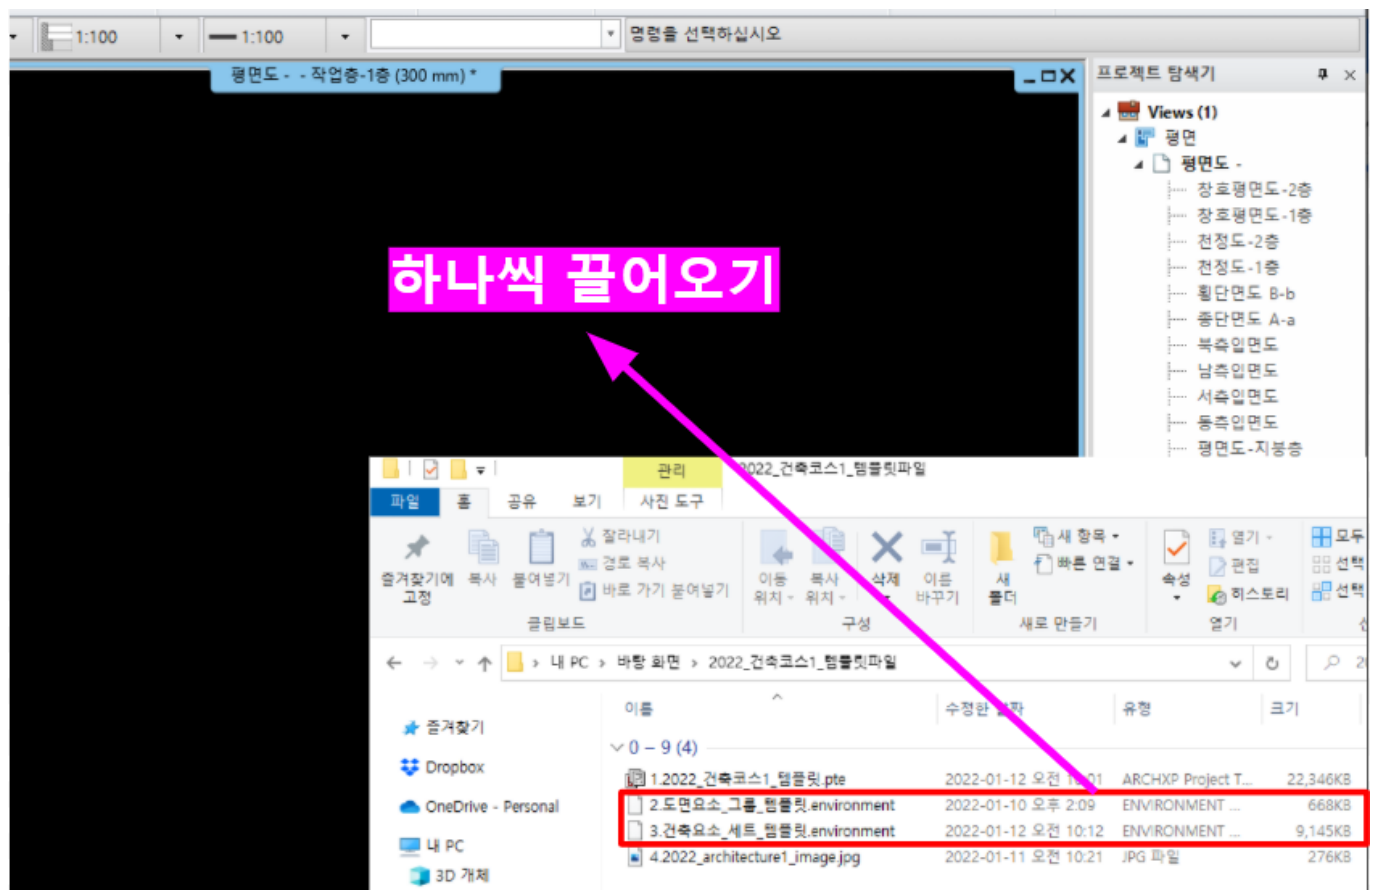 1:100
1:100
명령을 선택하십시오
평면도 - - 작업층-1층 (300 mm) *
프로젝트 탐색기
Views (1)
평면
평면도 -
창호평면도-2층
창호평면도-1층
천정도-2층
천정도-1층
횡단면도 B-b
종단면도 A-a
북측입면도
남측입면도
서측입면도
동측입면도
평면도-지붕층
하나씩 끌어오기
관리
2022_건축코스1_템플릿파일
파일
홈
공유
보기
사진 도구
즐겨찾기에
고정
복사
붙여넣기
잘라내기
경로 복사
바로 가기 붙여넣기
클립보드
이동
위치
복사
위치
삭제
이름
바꾸기
구성
새
폴더
새 항목
빠른 연결
새로 만들기
속성
열기
편집
히스토리
열기
모두
선택
선택
내 PC > 바탕 화면 > 2022_건축코스1_템플릿파일
이름
수정한 날짜
유형
크기
즐겨찾기
Dropbox
OneDrive - Personal
내 PC
3D 개체
0 – 9 (4)
1.2022_건축코스1_템플릿.pte 2022-01-12 오전 ARCHXP Project T... 22,346KB
2.도면요소_그룹_템플릿.environment 2022-01-10 오후 2:09 ENVIRONMENT ... 668KB
3.건축요소_세트_템플릿.environment 2022-01-12 오전 10:12 ENVIRONMENT ... 9,145KB
4.2022_architecture1_image.jpg 2022-01-11 오전 10:21 JPG 파일 276KB